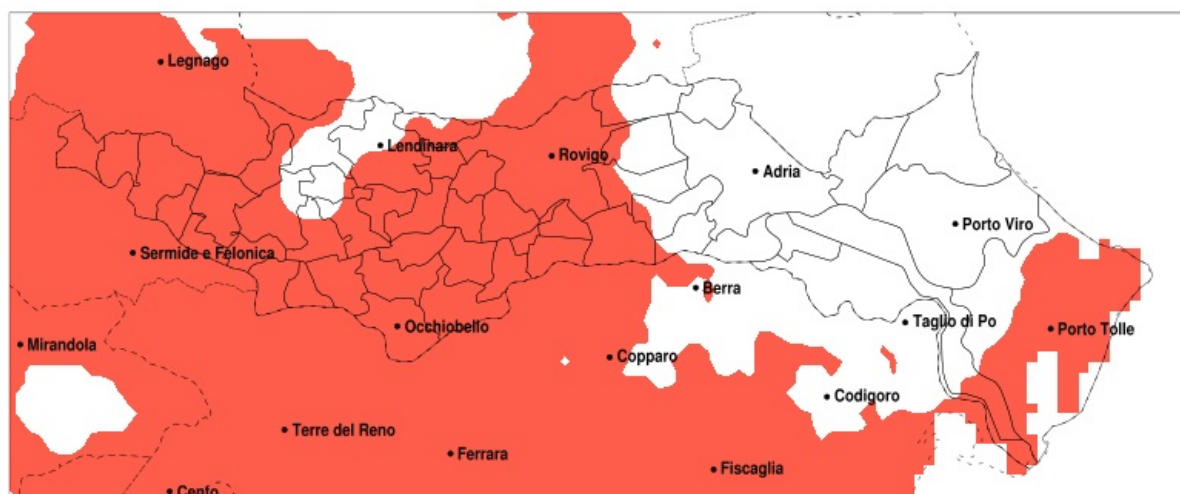 Legnago
Lendinara
Rovigo
Adria
Porto Viro
Sermide e Felonica
Berra
Taglio di Po
Occhiobello
Porto Tolle
Mirandola
Copparo
Codigoro
Terre del Reno
Ferrara
Fiscaglia
Cento